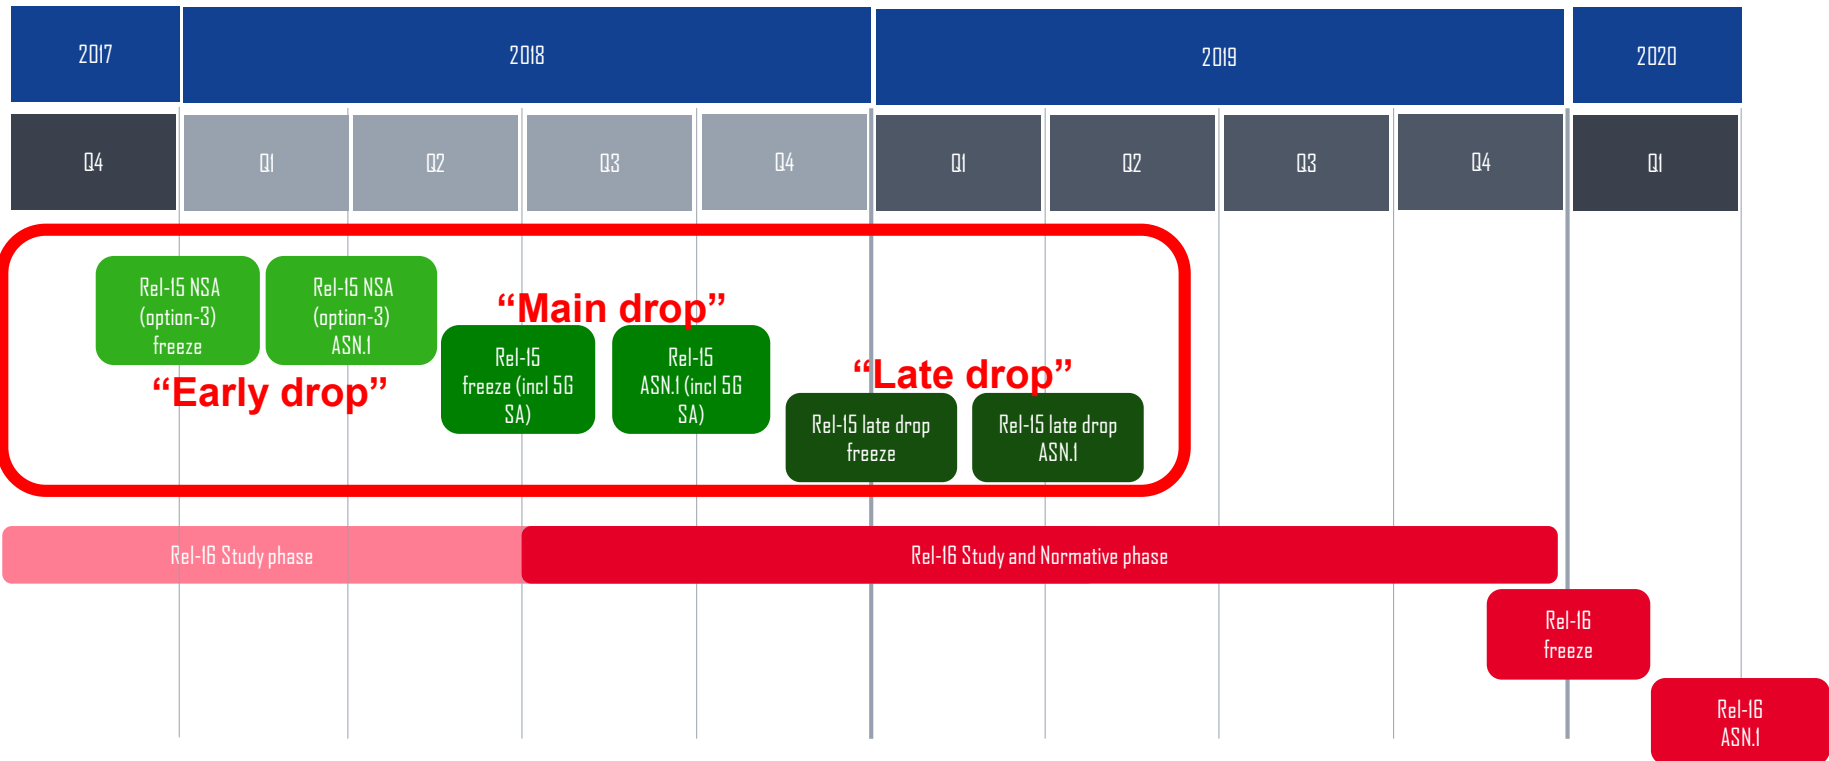 2017
2018
2019
2020
Q4
Q1
Q2
Q3
Q4
Q1
Q2
Q3
Q4
Q1
Rel-15 NSA
(option-3)
freeze
Rel-15 NSA
(option-3)
ASN.1
“Early drop”
“Main drop”
Rel-15
freeze (incl 5G
SA)
Rel-15
ASN.1 (incl 5G
SA)
“Late drop”
Rel-15 late drop
freeze
Rel-15 late drop
ASN.1
Rel-16 Study phase
Rel-16 Study and Normative phase
Rel-16
freeze
Rel-16
ASN.1